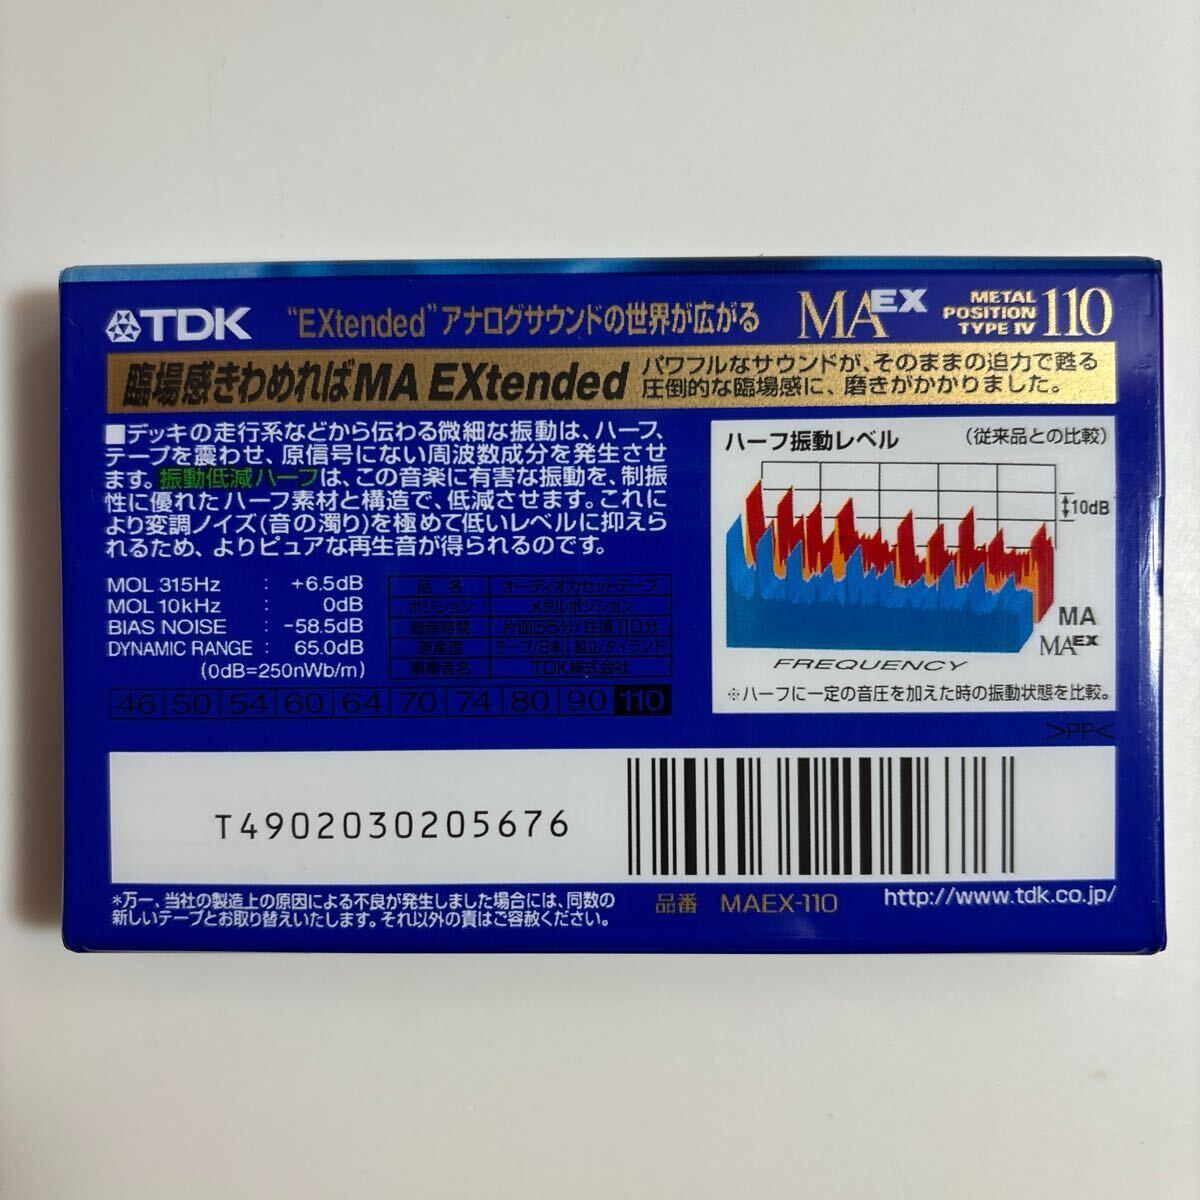 TDK "EXtended"アナログサウンドの世界が広がる MAEX METAL POSITION TYPE IV 110
臨場感きわめればMA EXtended
パワフルなサウンドが、そのままの迫力で甦る
圧倒的な臨場感に、磨きがかかりました。
■デッキの走行系などから伝わる微細な振動は、ハーフ、
テープを震わせ、原信号にない周波数成分を発生させ
ます。振動低減ハーフは、この音楽に有害な振動を、制振
性に優れたハーフ素材と構造で、低減させます。これに
より変調ノイズ(音の濁り)を極めて低いレベルに抑えら
れるため、よりピュアな再生音が得られるのです。
MOL 315Hz : +6.5dB
MOL 10kHz : 0dB
BIAS NOISE : -58.5dB
DYNAMIC RANGE : 65.0dB
(0dB=250nWb/m)
品名 オーディオカセットテープ
ポジション メタルポジション
録音時間 片面55分/往復110分
原産国 テープ/日本 組立/タイランド
事業者名 TDK株式会社
46 50 54 60 64 70 74 80 90 110
ハーフ振動レベル (従来品との比較)
10dB
MA
MAEX
FREQUENCY
※ハーフに一定の音圧を加えた時の振動状態を比較。
>PP<
T4902030205676
*万一、当社の製造上の原因による不良が発生しました場合には、同数の
新しいテープとお取り替えいたします。それ以外の責はご容赦ください。
品番 MAEX-110
http://www.tdk.co.jp/